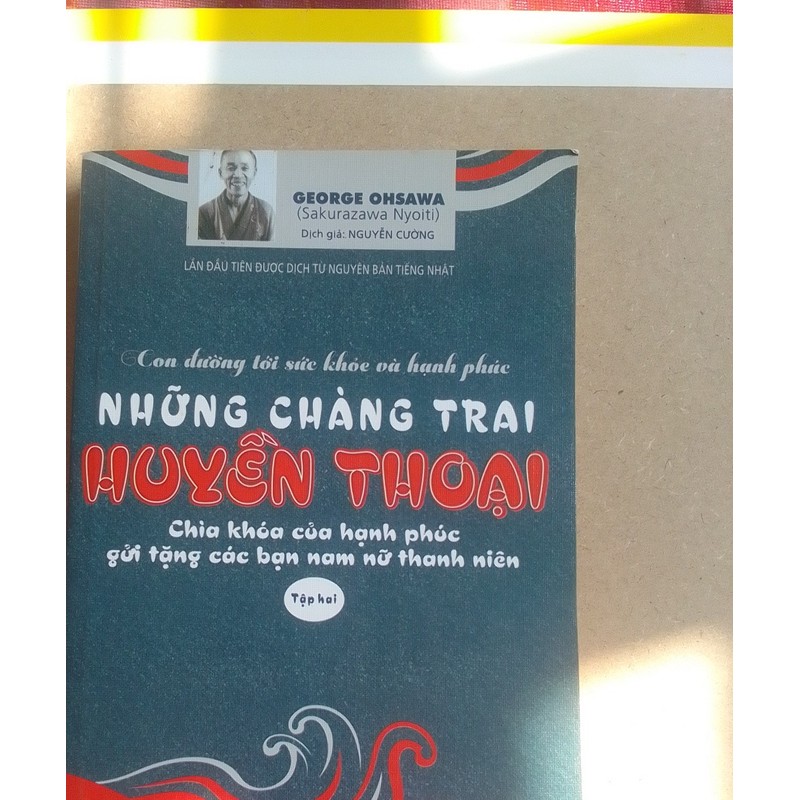 GEORGE OHSAWA
(Sakurazawa Nyoiti)
Dịch giả: NGUYỄN CƯỜNG
LẦN ĐẦU TIÊN ĐƯỢC DỊCH TỪ NGUYÊN BẢN TIẾNG NHẬT
Con đường tới sức khỏe và hạnh phúc
NHỮNG CHÀNG TRAI
HUYỀN THOẠI
Chìa khóa của hạnh phúc
gửi tặng các bạn nam nữ thanh niên
Tập hai